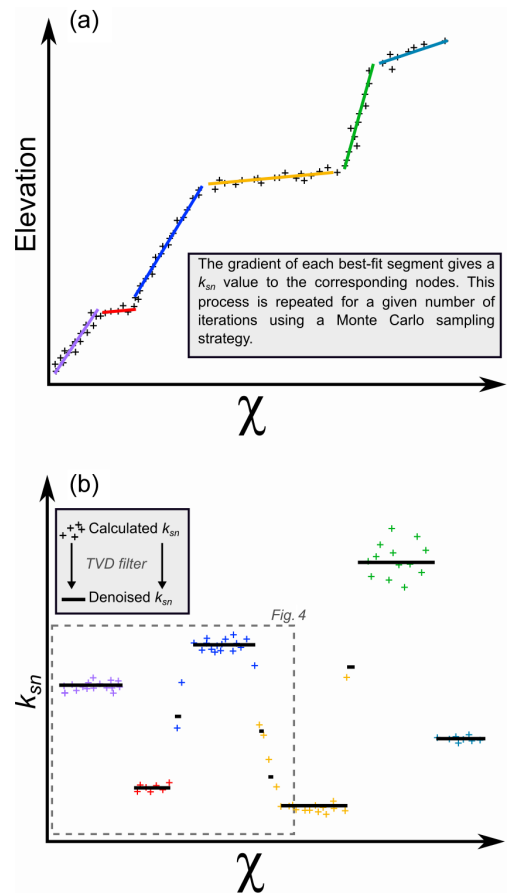 (a)
Elevation
The gradient of each best-fit segment gives a
ksn value to the corresponding nodes. This
process is repeated for a given number of
iterations using a Monte Carlo sampling
strategy.
χ
(b)
Calculated ksn
TVD filter
Denoised ksn
Fig. 4
ksn
χ